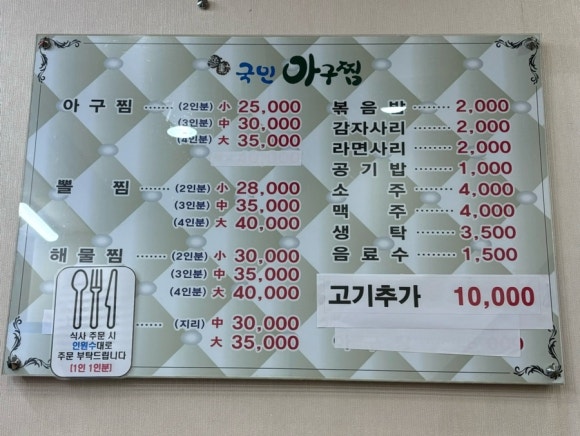 국민 아구찜
아 구 찜 ······· (2인분) 小 25,000
(3인분) 中 30,000
(4인분) 大 35,000
뽈 찜 ······· (2인분) 小 28,000
(3인분) 中 35,000
(4인분) 大 40,000
해 물 찜 ······· (2인분) 小 30,000
(3인분) 中 35,000
(4인분) 大 40,000
(지리) 中 30,000
大 35,000
식사 주문 시
인원수대로
주문 부탁드립니다
(1인 1인분)
볶 음 밥 ······· 2,000
감자사리 ······· 2,000
라면사리 ······· 2,000
공 기 밥 ······· 1,000
소 주 ······· 4,000
맥 주 ······· 4,000
생 탁 ······· 3,500
음 료 수 ······· 1,500
고기추가 10,000